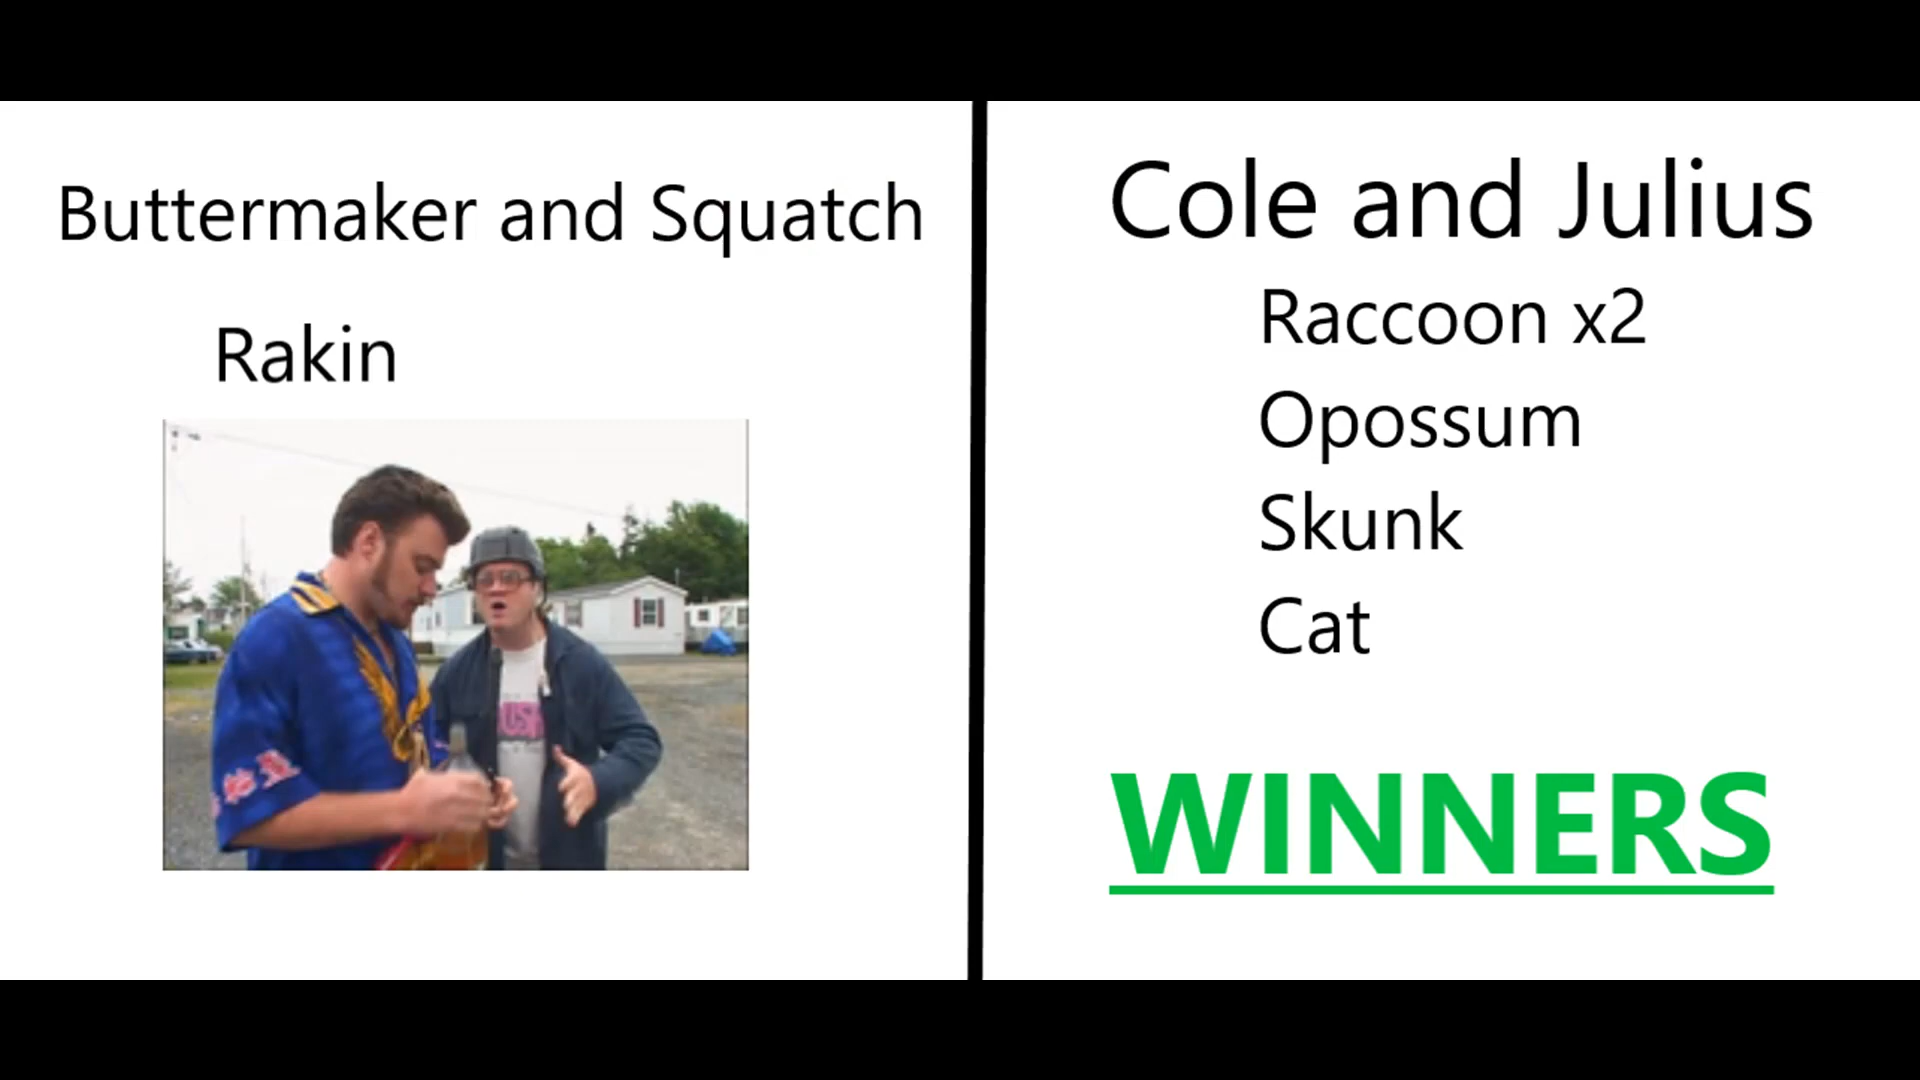 Buttermaker and Squatch
Rakin
Cole and Julius
Raccoon x2
Opossum
Skunk
Cat
WINNERS